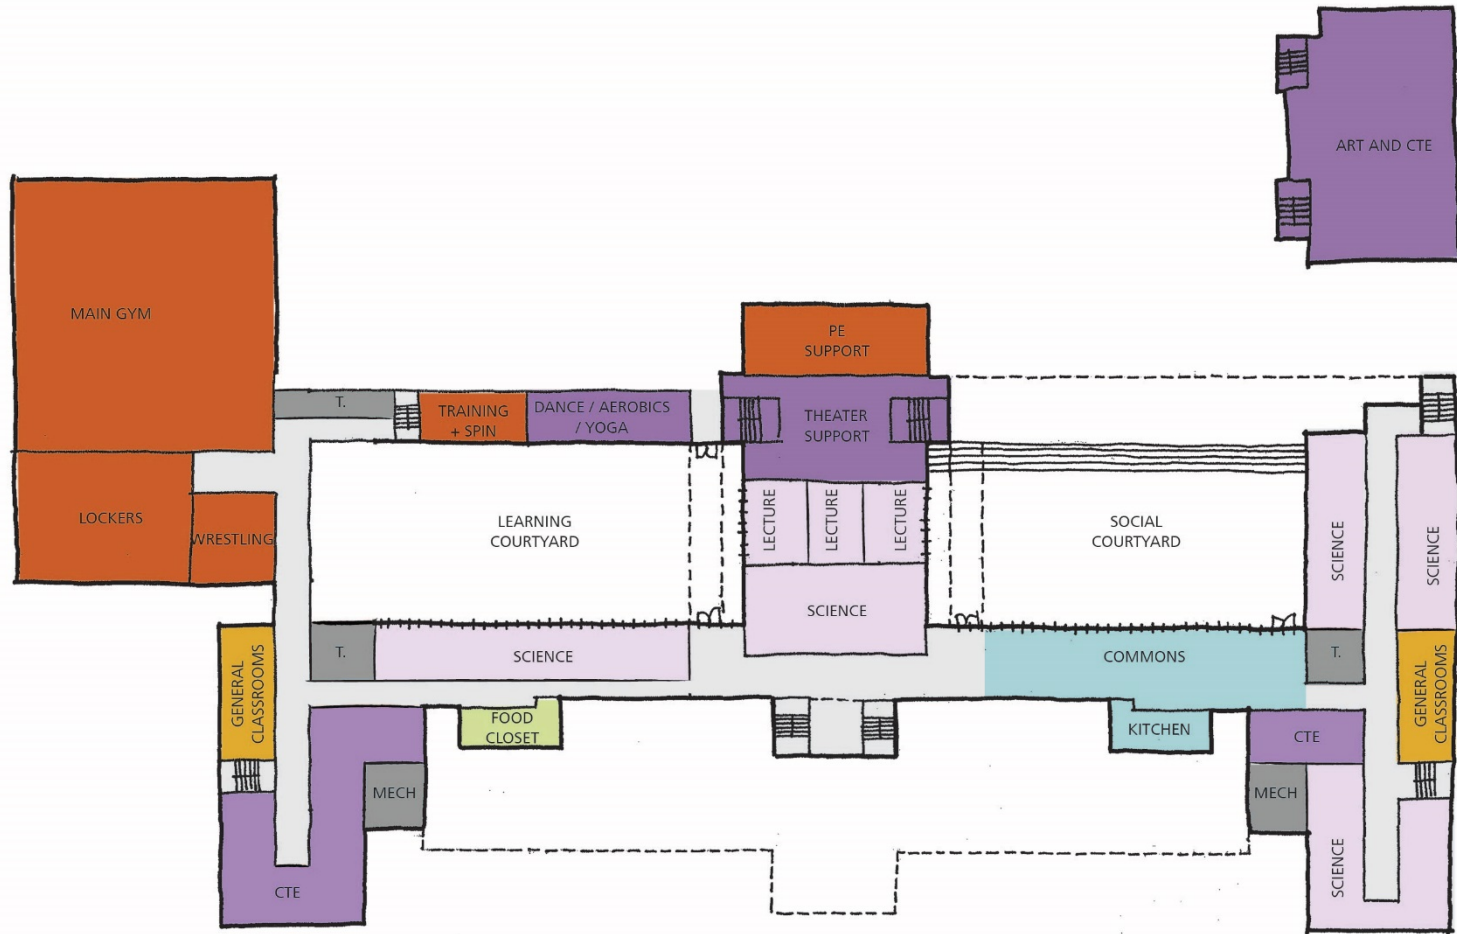 ART AND CTE
MAIN GYM
PE
SUPPORT
T.
TRAINING
+ SPIN
DANCE / AEROBICS
/ YOGA
THEATER
SUPPORT
LOCKERS
WRESTLING
LEARNING
COURTYARD
LECTURE
LECTURE
LECTURE
SOCIAL
COURTYARD
SCIENCE
SCIENCE
SCIENCE
T.
SCIENCE
COMMONS
T.
GENERAL
CLASSROOMS
GENERAL
CLASSROOMS
FOOD
CLOSET
KITCHEN
CTE
MECH
MECH
CTE
SCIENCE